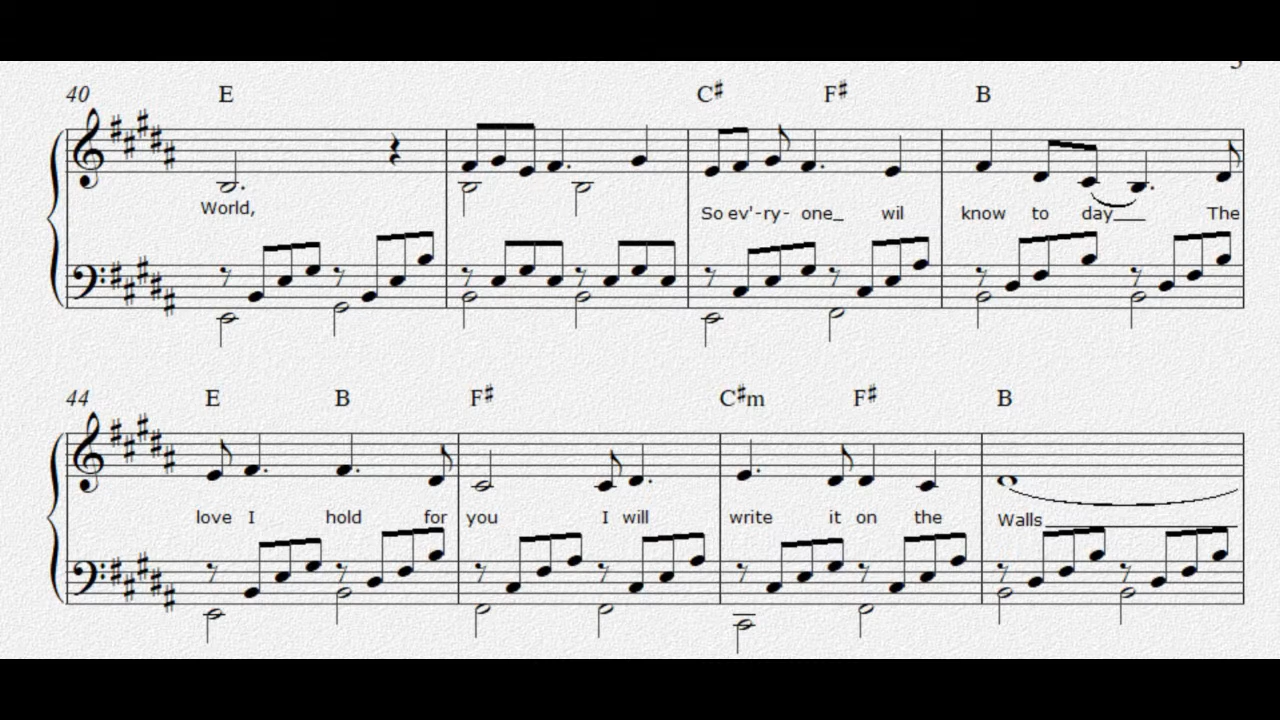 40 E C♯ F♯ B
World, So ev'-ry- one_ wil know to day___ The
44 E B F♯ C♯m F♯ B
love I hold for you I will write it on the Walls___